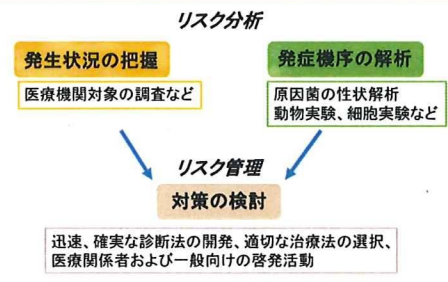 リスク分析
発生状況の把握
発症機序の解析
医療機関対象の調査など
原因菌の性状解析
動物実験、細胞実験など
リスク管理
対策の検討
迅速、確実な診断法の開発、適切な治療法の選択、
医療関係者および一般向けの啓発活動